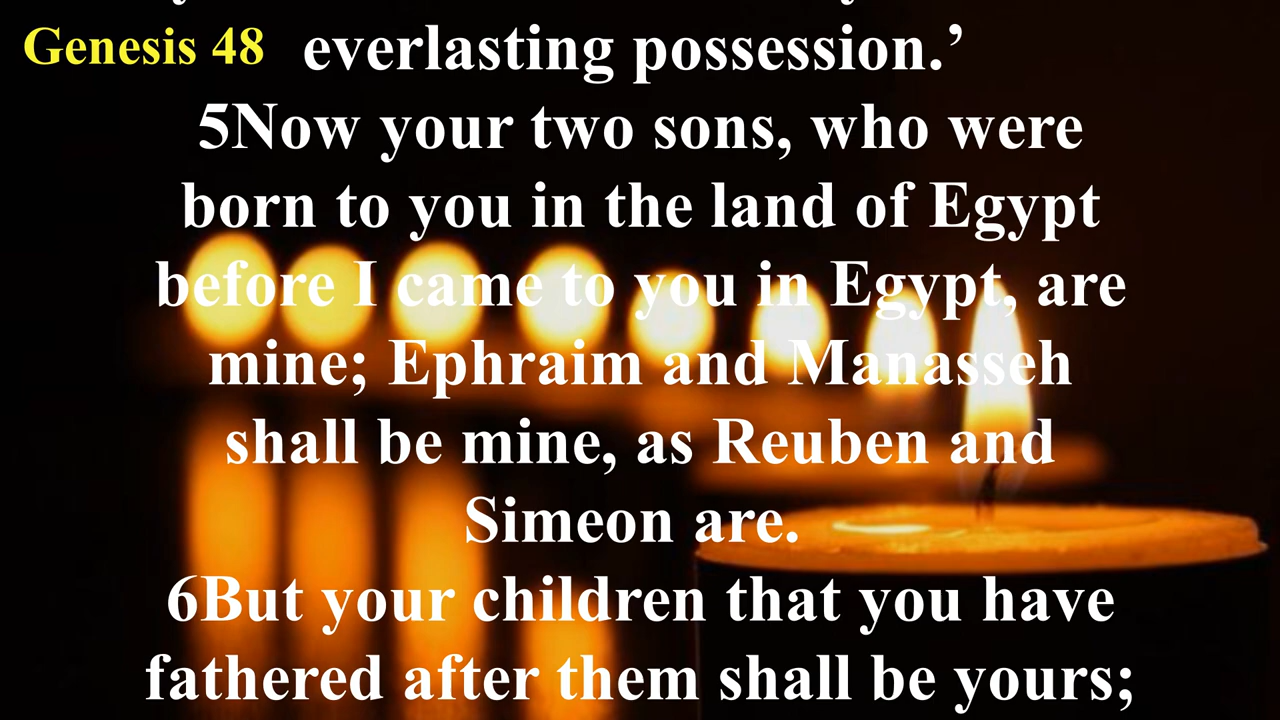 Genesis 48 everlasting possession.’
5Now your two sons, who were
born to you in the land of Egypt
before I came to you in Egypt, are
mine; Ephraim and Manasseh
shall be mine, as Reuben and
Simeon are.
6But your children that you have
fathered after them shall be yours;